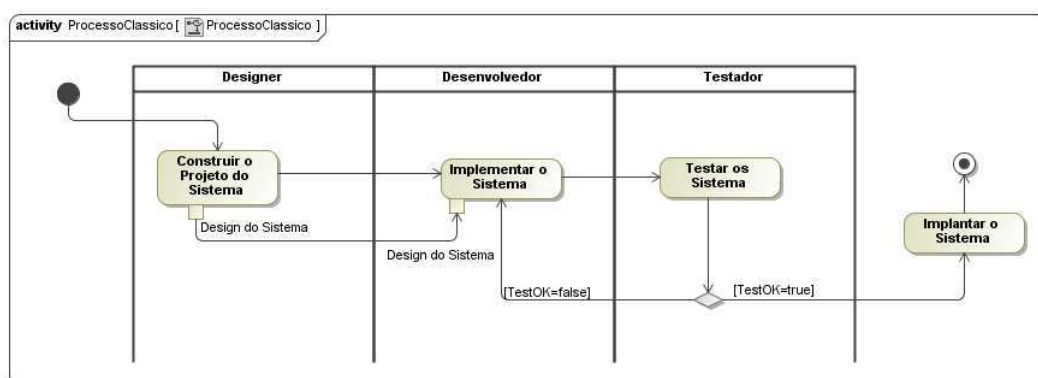 activity ProcessoClassico [ ProcessoClassico ]
Designer
Desenvolvedor
Testador
Construir o
Projeto do
Sistema
Implementar o
Sistema
Testar os
Sistema
Implantar o
Sistema
Design do Sistema
Design do Sistema
[TestOK=false]
[TestOK=true]